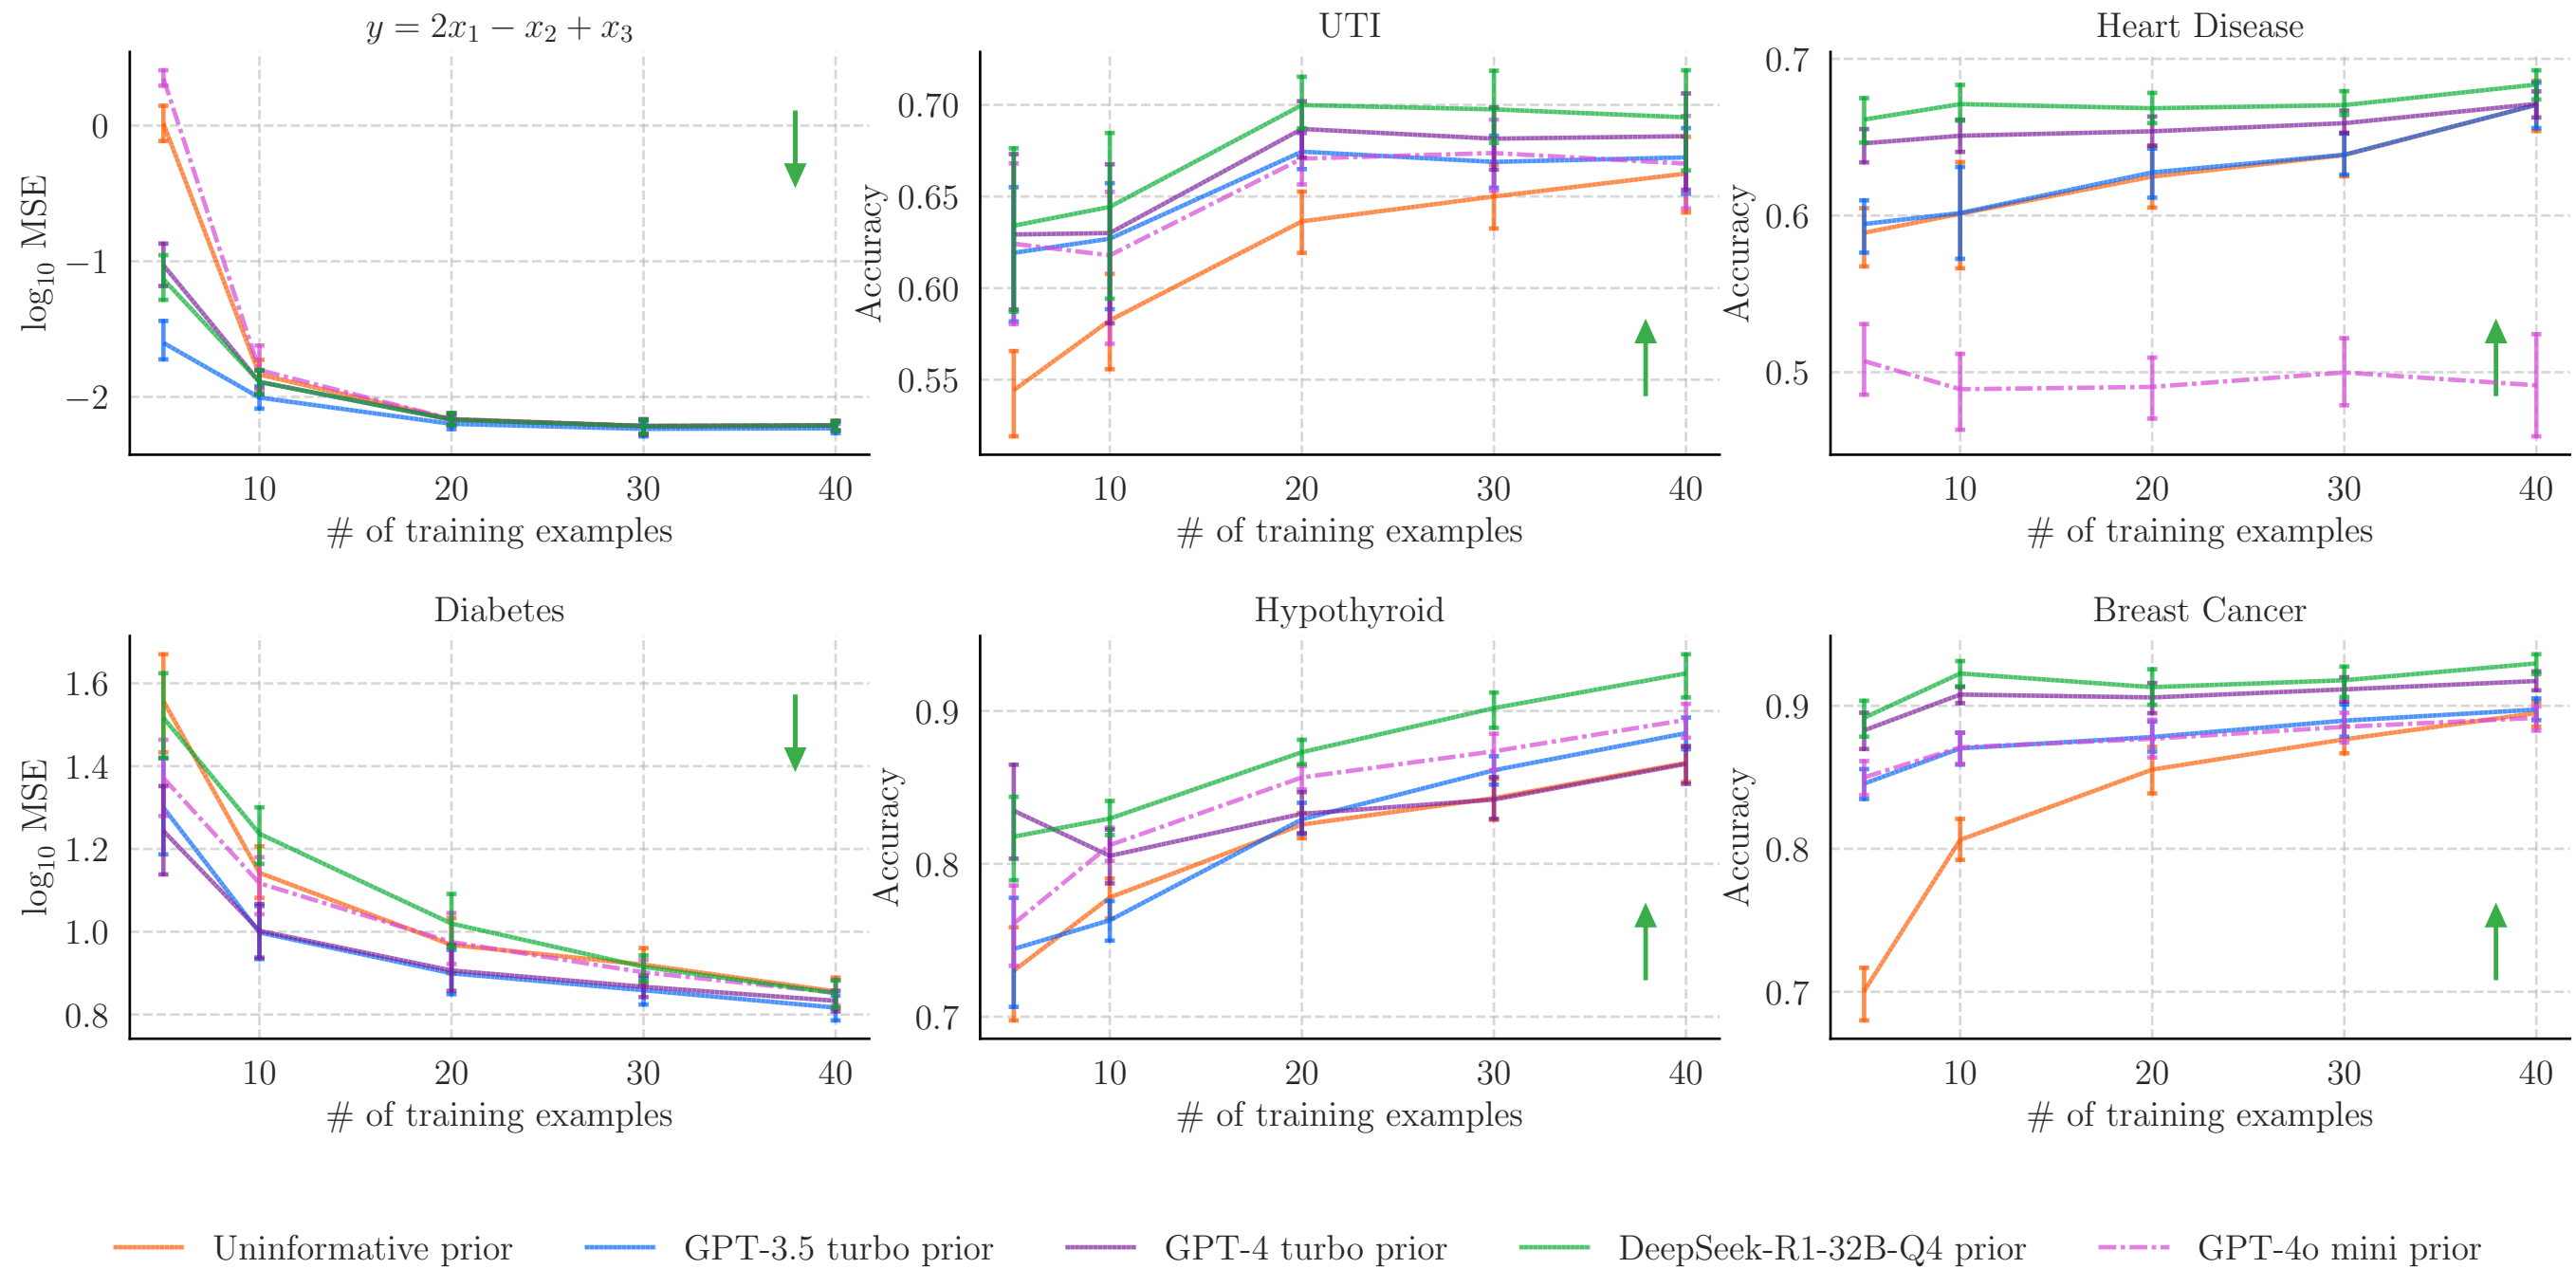 y = 2x₁ − x₂ + x₃
UTI
Heart Disease
log₁₀ MSE
0
−1
−2
10 20 30 40
# of training examples
Accuracy
0.70
0.65
0.60
0.55
10 20 30 40
# of training examples
Accuracy
0.7
0.6
0.5
10 20 30 40
# of training examples
Diabetes
Hypothyroid
Breast Cancer
log₁₀ MSE
1.6
1.4
1.2
1.0
0.8
10 20 30 40
# of training examples
Accuracy
0.9
0.8
0.7
10 20 30 40
# of training examples
Accuracy
0.9
0.8
0.7
10 20 30 40
# of training examples
Uninformative prior GPT-3.5 turbo prior GPT-4 turbo prior DeepSeek-R1-32B-Q4 prior GPT-4o mini prior